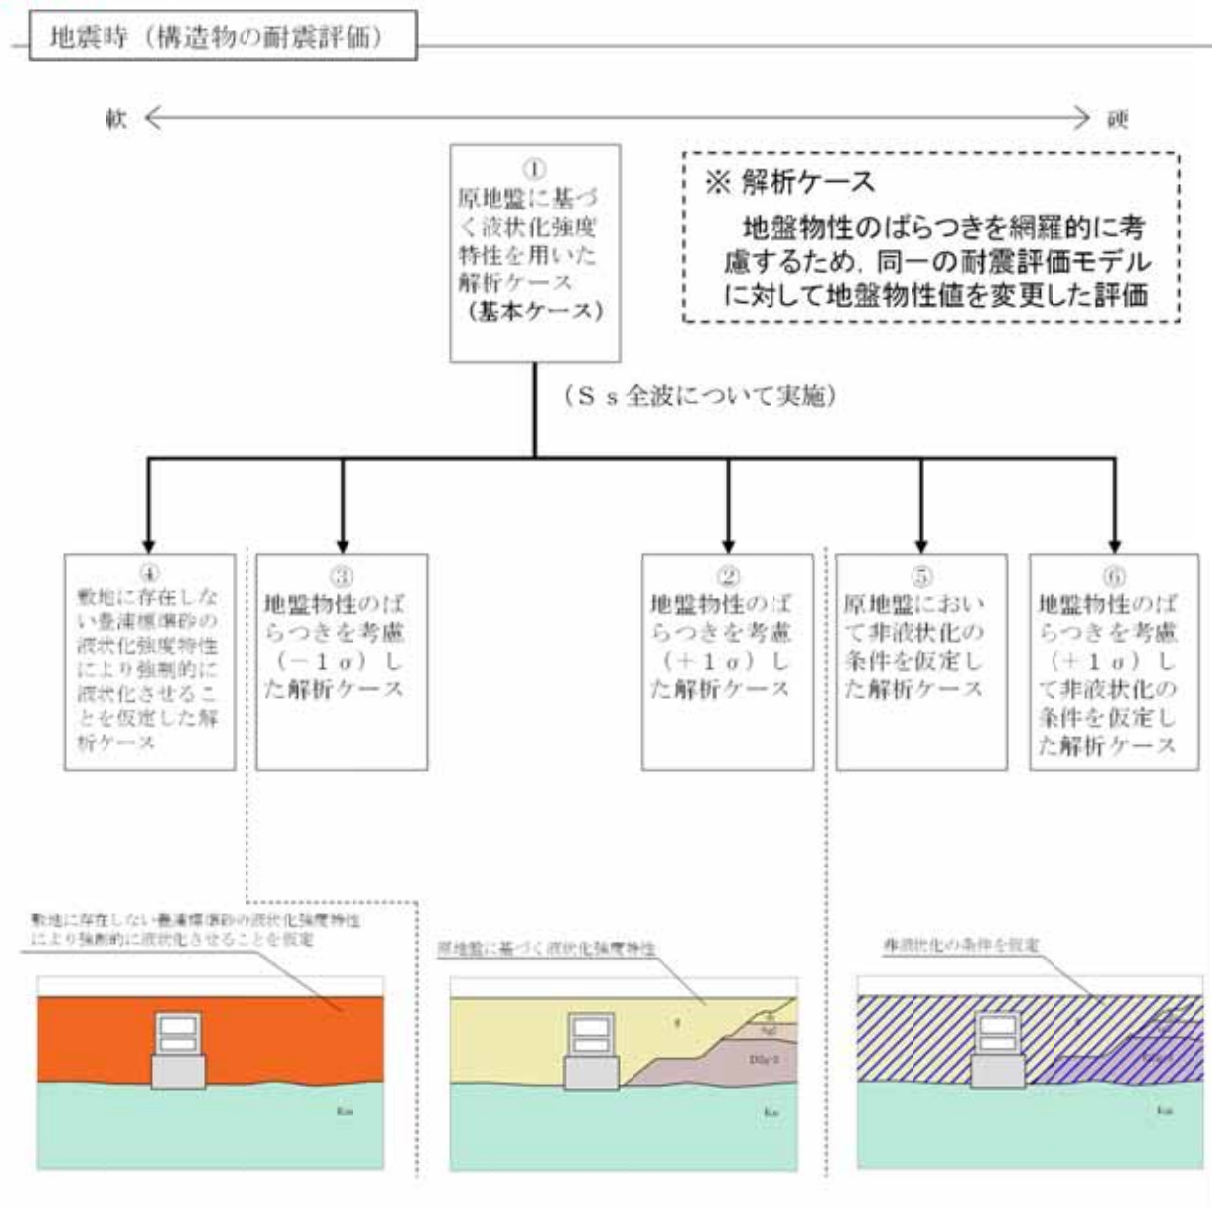 地震時（構造物の耐震評価）
軟
硬
①
原地盤に基づ
く液状化強度
特性を用いた
解析ケース
（基本ケース）
※ 解析ケース
地盤物性のばらつきを網羅的に考
慮するため，同一の耐震評価モデル
に対して地盤物性値を変更した評価
（Ｓｓ全波について実施）
④
敷地に存在しな
い豊浦標準砂の
液状化強度特性
により強制的に
液状化させるこ
とを仮定した解
析ケース
③
地盤物性のば
らつきを考慮
（－１σ）し
た解析ケース
②
地盤物性のば
らつきを考慮
（＋１σ）し
た解析ケース
⑤
原地盤におい
て非液状化の
条件を仮定し
た解析ケース
⑥
地盤物性のば
らつきを考慮
（＋１σ）し
て非液状化の
条件を仮定し
た解析ケース
敷地に存在しない豊浦標準砂の液状化強度特性
により強制的に液状化させることを仮定
原地盤に基づく液状化強度特性
非液状化の条件を仮定
Km
Km
Km